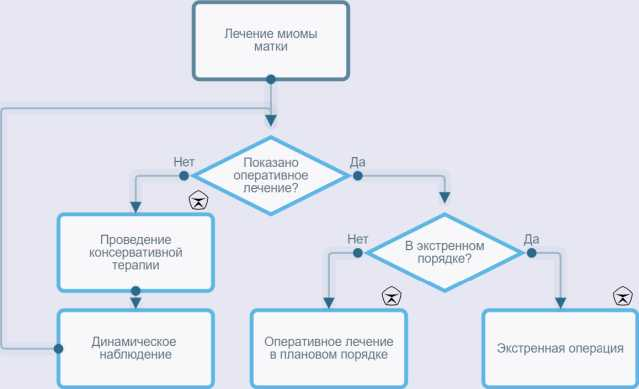 Лечение миомы
матки
Показано
оперативное
лечение?
Нет
Да
Проведение
консервативной
терапии
В экстренном
порядке?
Нет
Да
Динамическое
наблюдение
Оперативное лечение
в плановом порядке
Экстренная операция